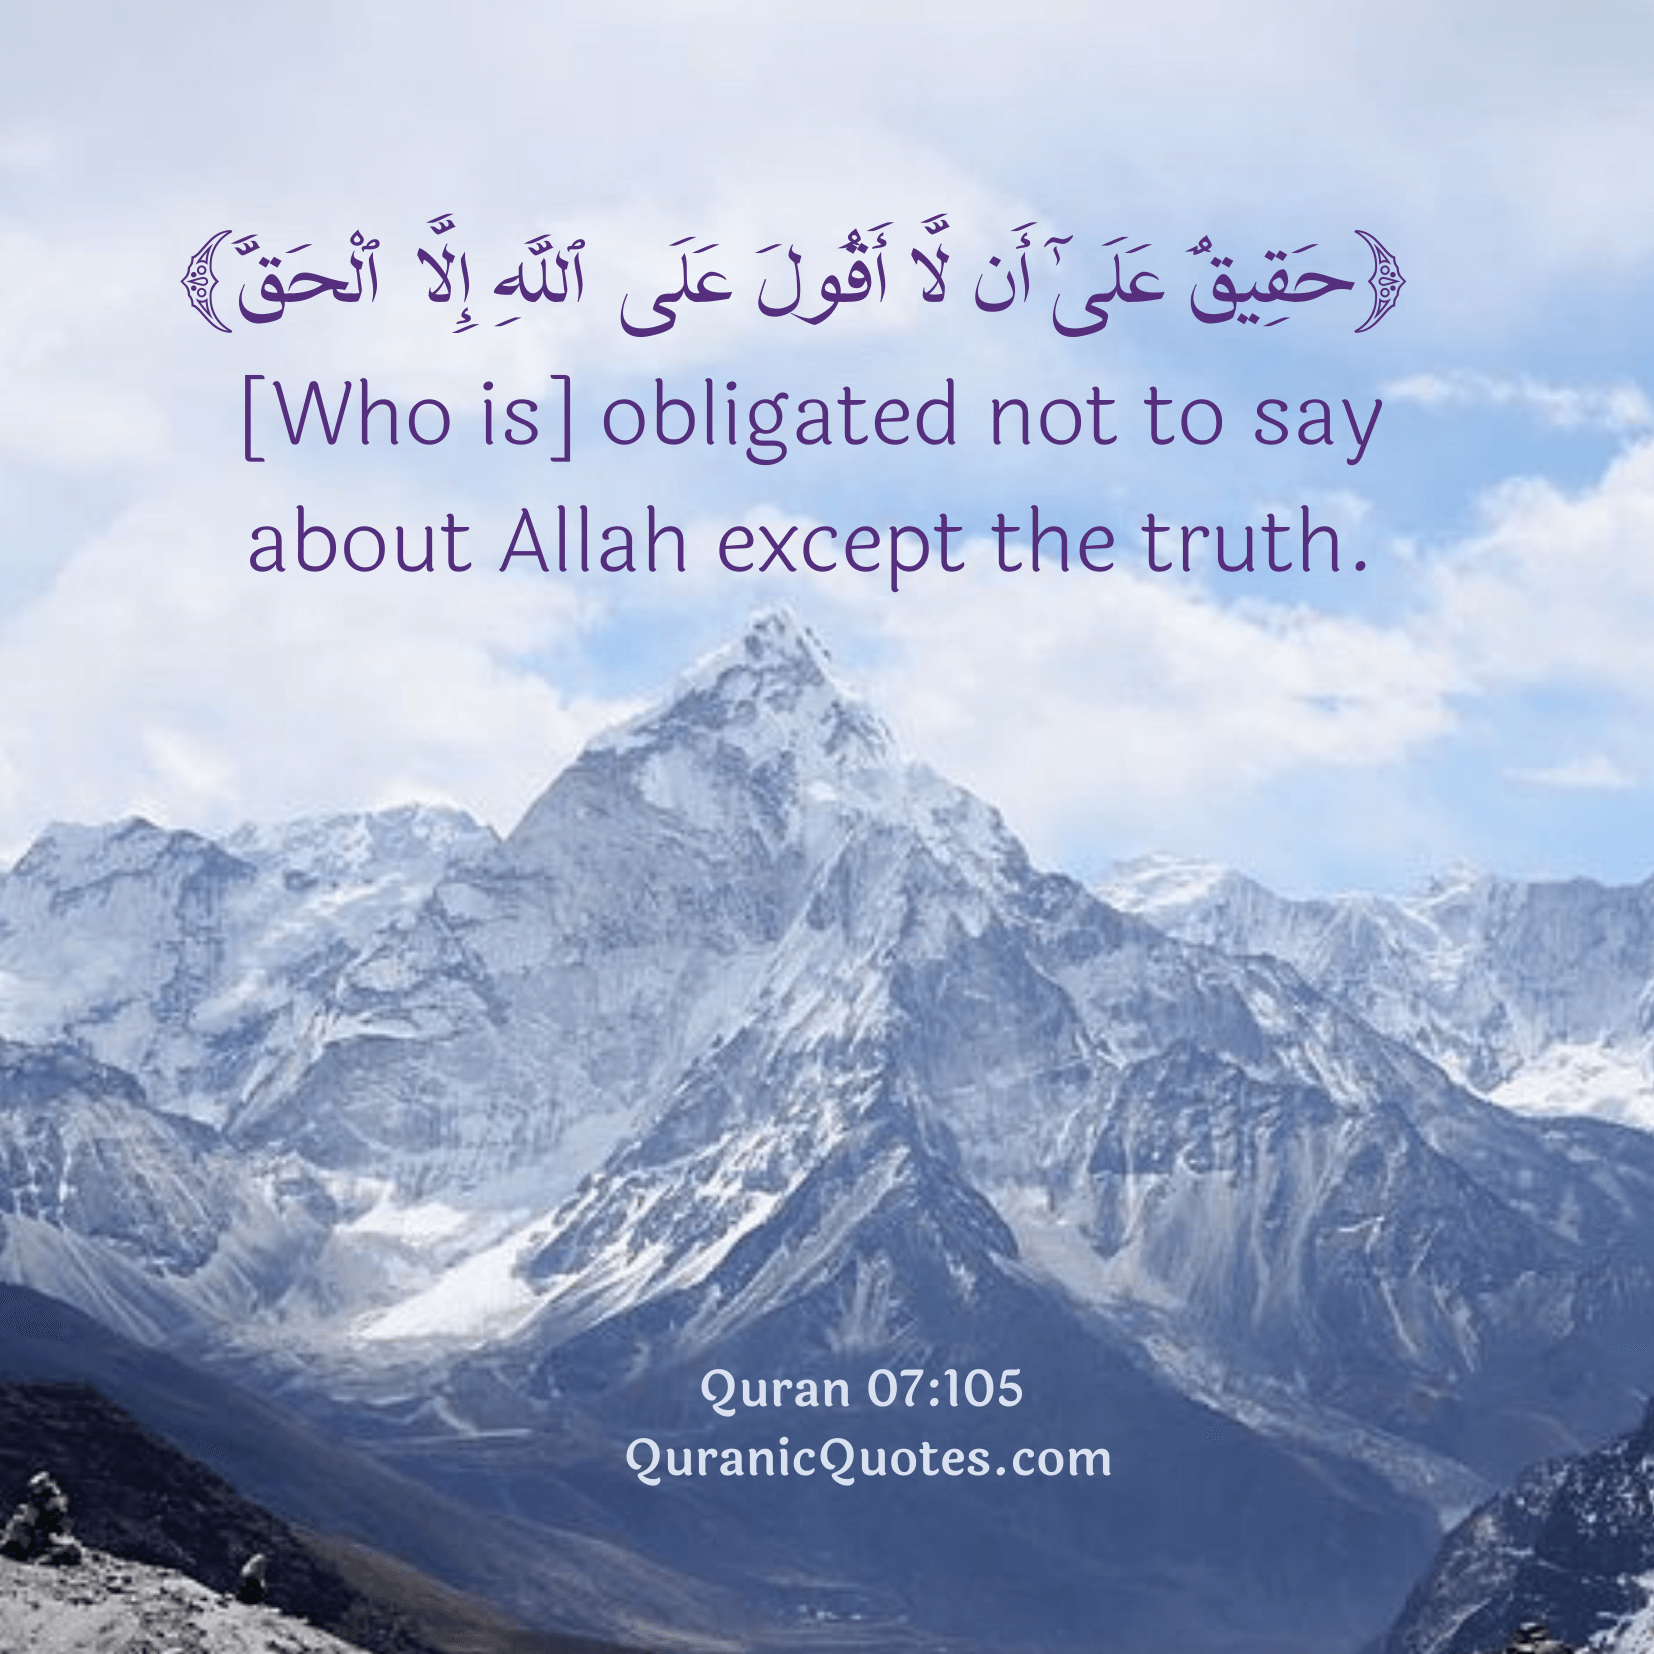 ﴿حَقِيقٌ عَلَىٰٓ أَن لَّا أَقُولَ عَلَى ٱللَّهِ إِلَّا ٱلْحَقَّ﴾
[Who is] obligated not to say
about Allah except the truth.
Quran 07:105
QuranicQuotes.com